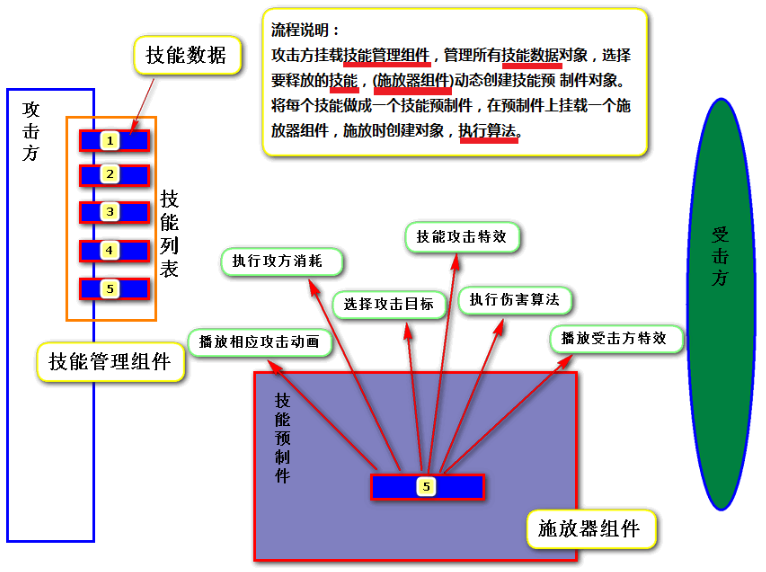 技能数据
流程说明：
攻击方挂载技能管理组件，管理所有技能数据对象，选择
要释放的技能，(施放器组件)动态创建技能预 制件对象。
将每个技能做成一个技能预制件，在预制件上挂载一个施
放器组件，施放时创建对象，执行算法。
攻击方
1
2
3
4
5
技能列表
受击方
技能攻击特效
执行攻方消耗
选择攻击目标
执行伤害算法
播放相应攻击动画
播放受击方特效
技能管理组件
技能预制件
5
施放器组件